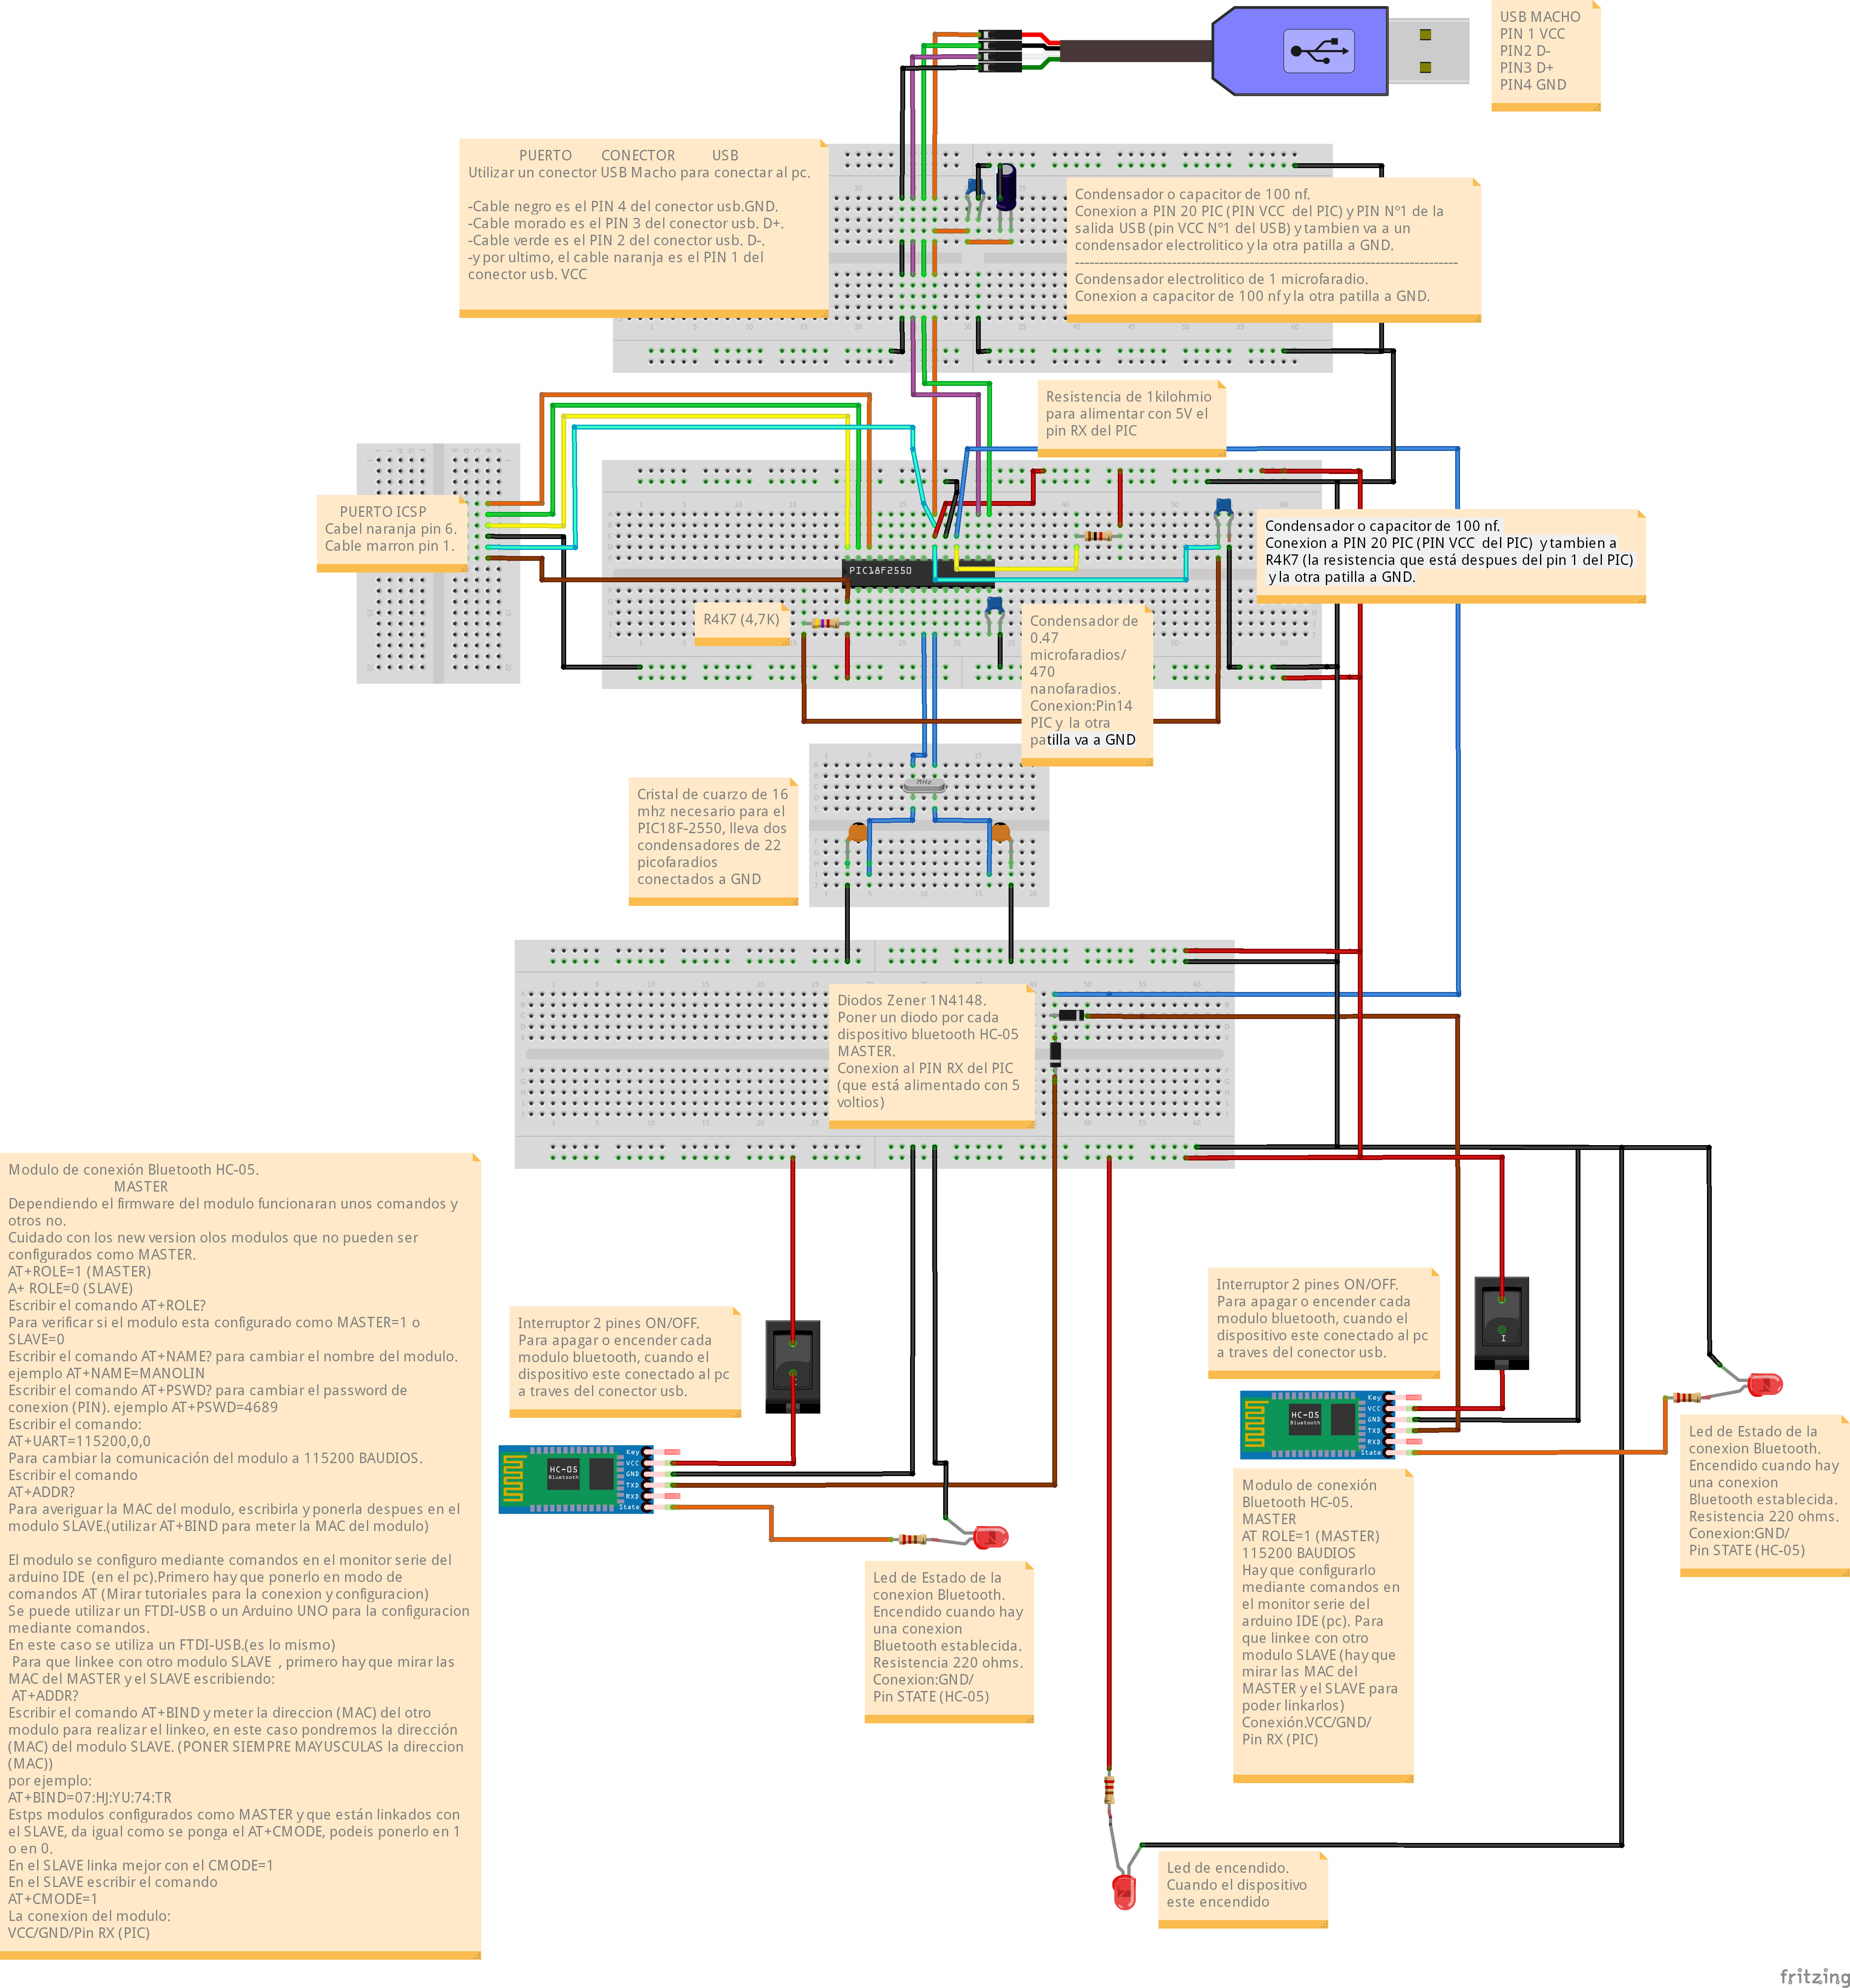 USB MACHO
PIN 1 VCC
PIN2 D-
PIN3 D+
PIN4 GND
PUERTO CONECTOR USB
Utilizar un conector USB Macho para conectar al pc.
-Cable negro es el PIN 4 del conector usb.GND.
-Cable morado es el PIN 3 del conector usb. D+.
-Cable verde es el PIN 2 del conector usb. D-.
-y por ultimo, el cable naranja es el PIN 1 del
conector usb. VCC
Condensador o capacitor de 100 nf.
Conexion a PIN 20 PIC (PIN VCC del PIC) y PIN Nº1 de la
salida USB (pin VCC Nº1 del USB) y tambien va a un
condensador electrolitico y la otra patilla a GND.
--------------------------------------------------------------------------------
Condensador electrolitico de 1 microfaradio.
Conexion a capacitor de 100 nf y la otra patilla a GND.
Resistencia de 1kilohmio
para alimentar con 5V el
pin RX del PIC
PUERTO ICSP
Cabel naranja pin 6.
Cable marron pin 1.
PIC18F2550
Condensador o capacitor de 100 nf.
Conexion a PIN 20 PIC (PIN VCC del PIC) y tambien a
R4K7 (la resistencia que está despues del pin 1 del PIC)
y la otra patilla a GND.
R4K7 (4,7K)
Condensador de
0.47
microfaradios/
470
nanofaradios.
Conexion:Pin14
PIC y la otra
patilla va a GND
Cristal de cuarzo de 16
mhz necesario para el
PIC18F-2550, lleva dos
condensadores de 22
picofaradios
conectados a GND
MHz
Diodos Zener 1N4148.
Poner un diodo por cada
dispositivo bluetooth HC-05
MASTER.
Conexion al PIN RX del PIC
(que está alimentado con 5
voltios)
Modulo de conexión Bluetooth HC-05.
MASTER
Dependiendo el firmware del modulo funcionaran unos comandos y
otros no.
Cuidado con los new version olos modulos que no pueden ser
configurados como MASTER.
AT+ROLE=1 (MASTER)
A+ ROLE=0 (SLAVE)
Escribir el comando AT+ROLE?
Para verificar si el modulo esta configurado como MASTER=1 o
SLAVE=0
Escribir el comando AT+NAME? para cambiar el nombre del modulo.
ejemplo AT+NAME=MANOLIN
Escribir el comando AT+PSWD? para cambiar el password de
conexion (PIN). ejemplo AT+PSWD=4689
Escribir el comando:
AT+UART=115200,0,0
Para cambiar la comunicación del modulo a 115200 BAUDIOS.
Escribir el comando
AT+ADDR?
Para averiguar la MAC del modulo, escribirla y ponerla despues en el
modulo SLAVE.(utilizar AT+BIND para meter la MAC del modulo)
El modulo se configuro mediante comandos en el monitor serie del
arduino IDE (en el pc).Primero hay que ponerlo en modo de
comandos AT (Mirar tutoriales para la conexion y configuracion)
Se puede utilizar un FTDI-USB o un Arduino UNO para la configuracion
mediante comandos.
En este caso se utiliza un FTDI-USB.(es lo mismo)
Para que linkee con otro modulo SLAVE , primero hay que mirar las
MAC del MASTER y el SLAVE escribiendo:
AT+ADDR?
Escribir el comando AT+BIND y meter la direccion (MAC) del otro
modulo para realizar el linkeo, en este caso pondremos la dirección
(MAC) del modulo SLAVE. (PONER SIEMPRE MAYUSCULAS la direccion
(MAC))
por ejemplo:
AT+BIND=07:HJ:YU:74:TR
Estps modulos configurados como MASTER y que están linkados con
el SLAVE, da igual como se ponga el AT+CMODE, podeis ponerlo en 1
o en 0.
En el SLAVE linka mejor con el CMODE=1
En el SLAVE escribir el comando
AT+CMODE=1
La conexion del modulo:
VCC/GND/Pin RX (PIC)
Interruptor 2 pines ON/OFF.
Para apagar o encender cada
modulo bluetooth, cuando el
dispositivo este conectado al pc
a traves del conector usb.
HC-05
Bluetooth
Key
VCC
GND
TXD
RXD
State
Led de Estado de la
conexion Bluetooth.
Encendido cuando hay
una conexion
Bluetooth establecida.
Resistencia 220 ohms.
Conexion:GND/
Pin STATE (HC-05)
Interruptor 2 pines ON/OFF.
Para apagar o encender cada
modulo bluetooth, cuando el
dispositivo este conectado al pc
a traves del conector usb.
HC-05
Bluetooth
Key
VCC
GND
TXD
RXD
State
Modulo de conexión
Bluetooth HC-05.
MASTER
AT ROLE=1 (MASTER)
115200 BAUDIOS
Hay que configurarlo
mediante comandos en
el monitor serie del
arduino IDE (pc). Para
que linkee con otro
modulo SLAVE (hay que
mirar las MAC del
MASTER y el SLAVE para
poder linkarlos)
Conexión.VCC/GND/
Pin RX (PIC)
Led de Estado de la
conexion Bluetooth.
Encendido cuando hay
una conexion
Bluetooth establecida.
Resistencia 220 ohms.
Conexion:GND/
Pin STATE (HC-05)
Led de encendido.
Cuando el dispositivo
este encendido
fritzing